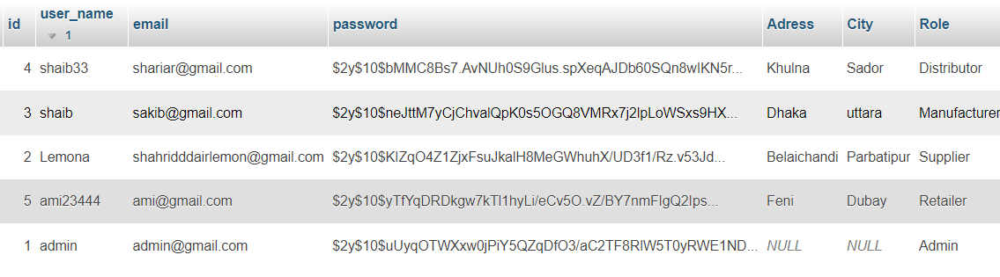 id user_name 1 email password Adress City Role
4 shaib33 shariar@gmail.com $2y$10$bMMC8Bs7.AvNUh0S9Glus.spXeqAJDb60SQn8wlKN5r... Khulna Sador Distributor
3 shaib sakib@gmail.com $2y$10$neJttM7yCjChvalQpK0s5OGQ8VMRx7j2lpLoWSxs9HX... Dhaka uttara Manufacturer
2 Lemona shahridddairlemon@gmail.com $2y$10$KlZqO4Z1ZjxFsuJkalH8MeGWhuhX/UD3f1/Rz.v53Jd... Belaichandi Parbatipur Supplier
5 ami23444 ami@gmail.com $2y$10$yTfYqDRDkgw7kTl1hyLi/eCv5O.vZ/BY7nmFlgQ2lps... Feni Dubay Retailer
1 admin admin@gmail.com $2y$10$uUyqOTWXxw0jPiY5QZqDfO3/aC2TF8RlW5T0yRWE1ND... NULL NULL Admin